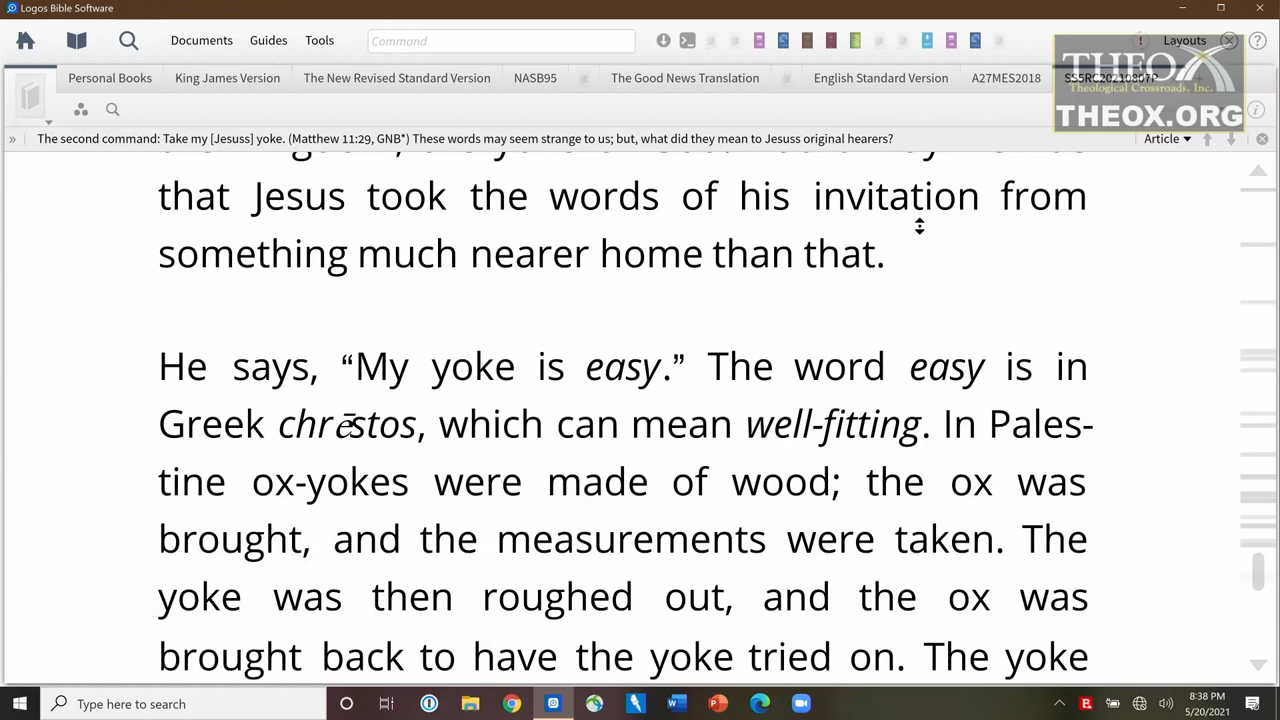 Logos Bible Software
Documents Guides Tools Command Layouts
Personal Books King James Version The New Revised Standard Version NASB95 The Good News Translation English Standard Version A27MES2018 SS5RC20210807P
THEOX
Theological Crossroads, Inc.
THEOX.ORG
» The second command: Take my [Jesus] yoke. (Matthew 11:29, GNB*) These words may seem strange to us; but, what did they mean to Jesuss original hearers? Article
that Jesus took the words of his invitation from
something much nearer home than that.
He says, “My yoke is easy.” The word easy is in
Greek chrēstos, which can mean well-fitting. In Pales-
tine ox-yokes were made of wood; the ox was
brought, and the measurements were taken. The
yoke was then roughed out, and the ox was
brought back to have the yoke tried on. The yoke
Type here to search
8:38 PM
5/20/2021